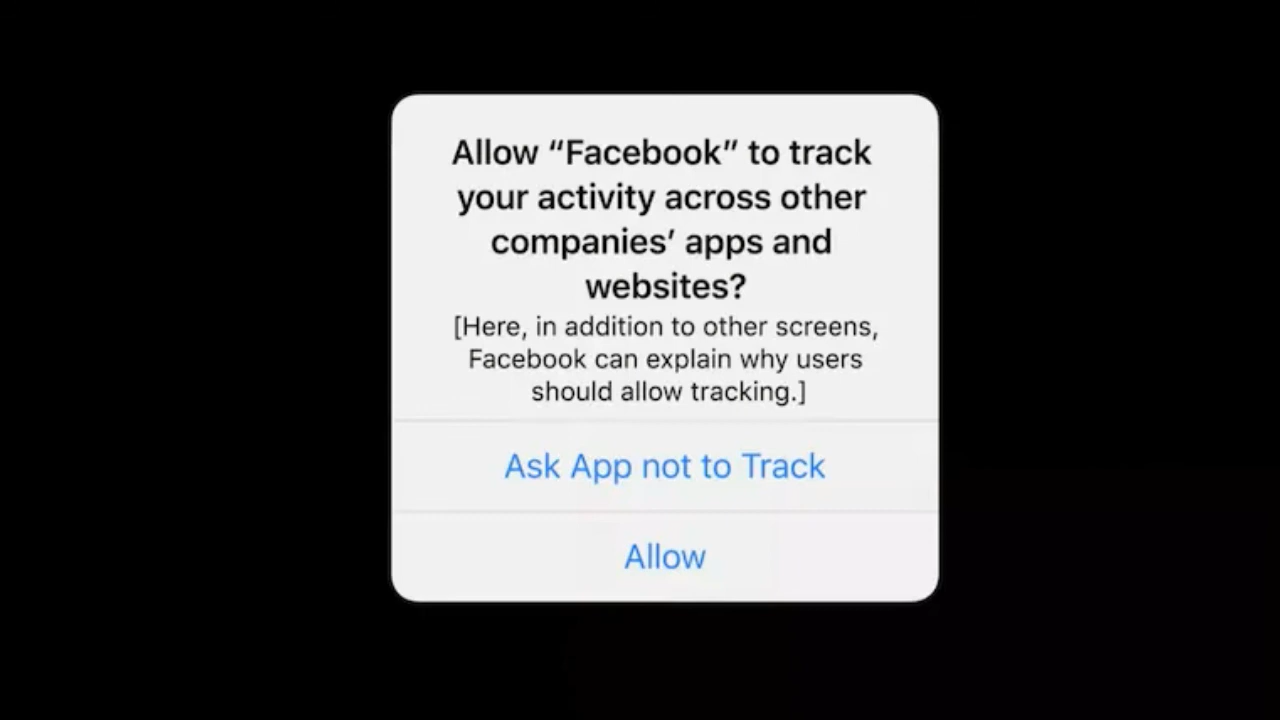 Allow “Facebook” to track
your activity across other
companies’ apps and
websites?
[Here, in addition to other screens,
Facebook can explain why users
should allow tracking.]
Ask App not to Track
Allow